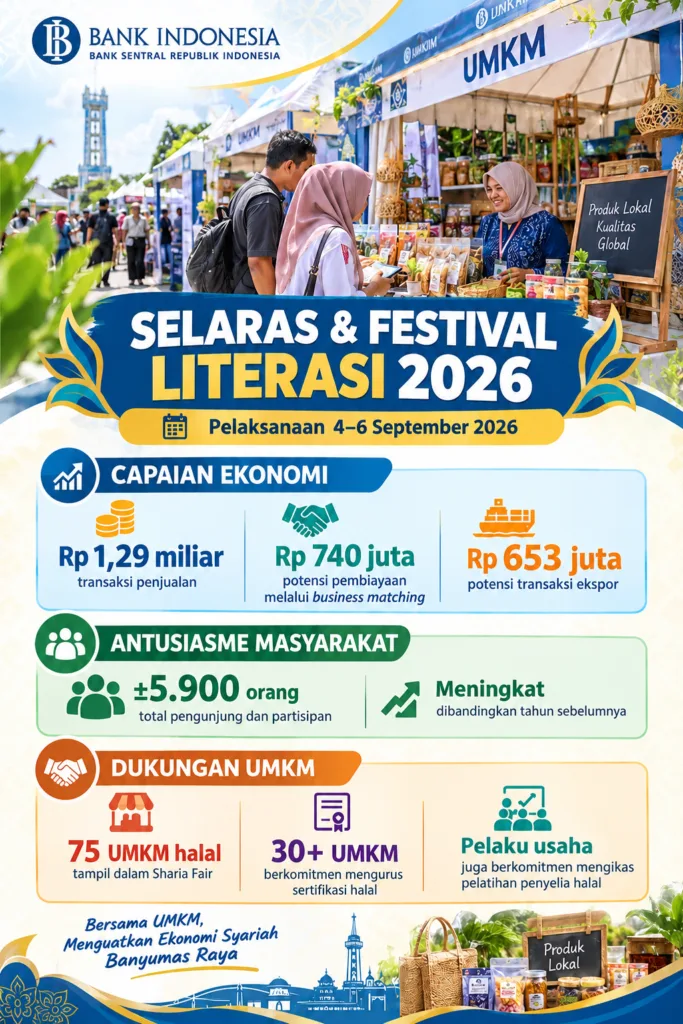 BANK INDONESIA
BANK SENTRAL REPUBLIK INDONESIA
UMKM
UMKM
Produk Lokal
Kualitas
Global
SELARAS & FESTIVAL
LITERASI 2026
Pelaksanaan 4–6 September 2026
CAPAIAN EKONOMI
Rp 1,29 miliar
transaksi penjualan
Rp 740 juta
potensi pembiayaan
melalui business matching
Rp 653 juta
potensi transaksi ekspor
ANTUSIASME MASYARAKAT
±5.900 orang
total pengunjung dan partisipan
Meningkat
dibandingkan tahun sebelumnya
DUKUNGAN UMKM
75 UMKM halal
tampil dalam Sharia Fair
30+ UMKM
berkomitmen mengurus
sertifikasi halal
Pelaku usaha
juga berkomitmen mengikas
pelatihan penyelia halal
Bersama UMKM,
Menguatkan Ekonomi Syariah
Banyumas Raya
Produk
Lokal